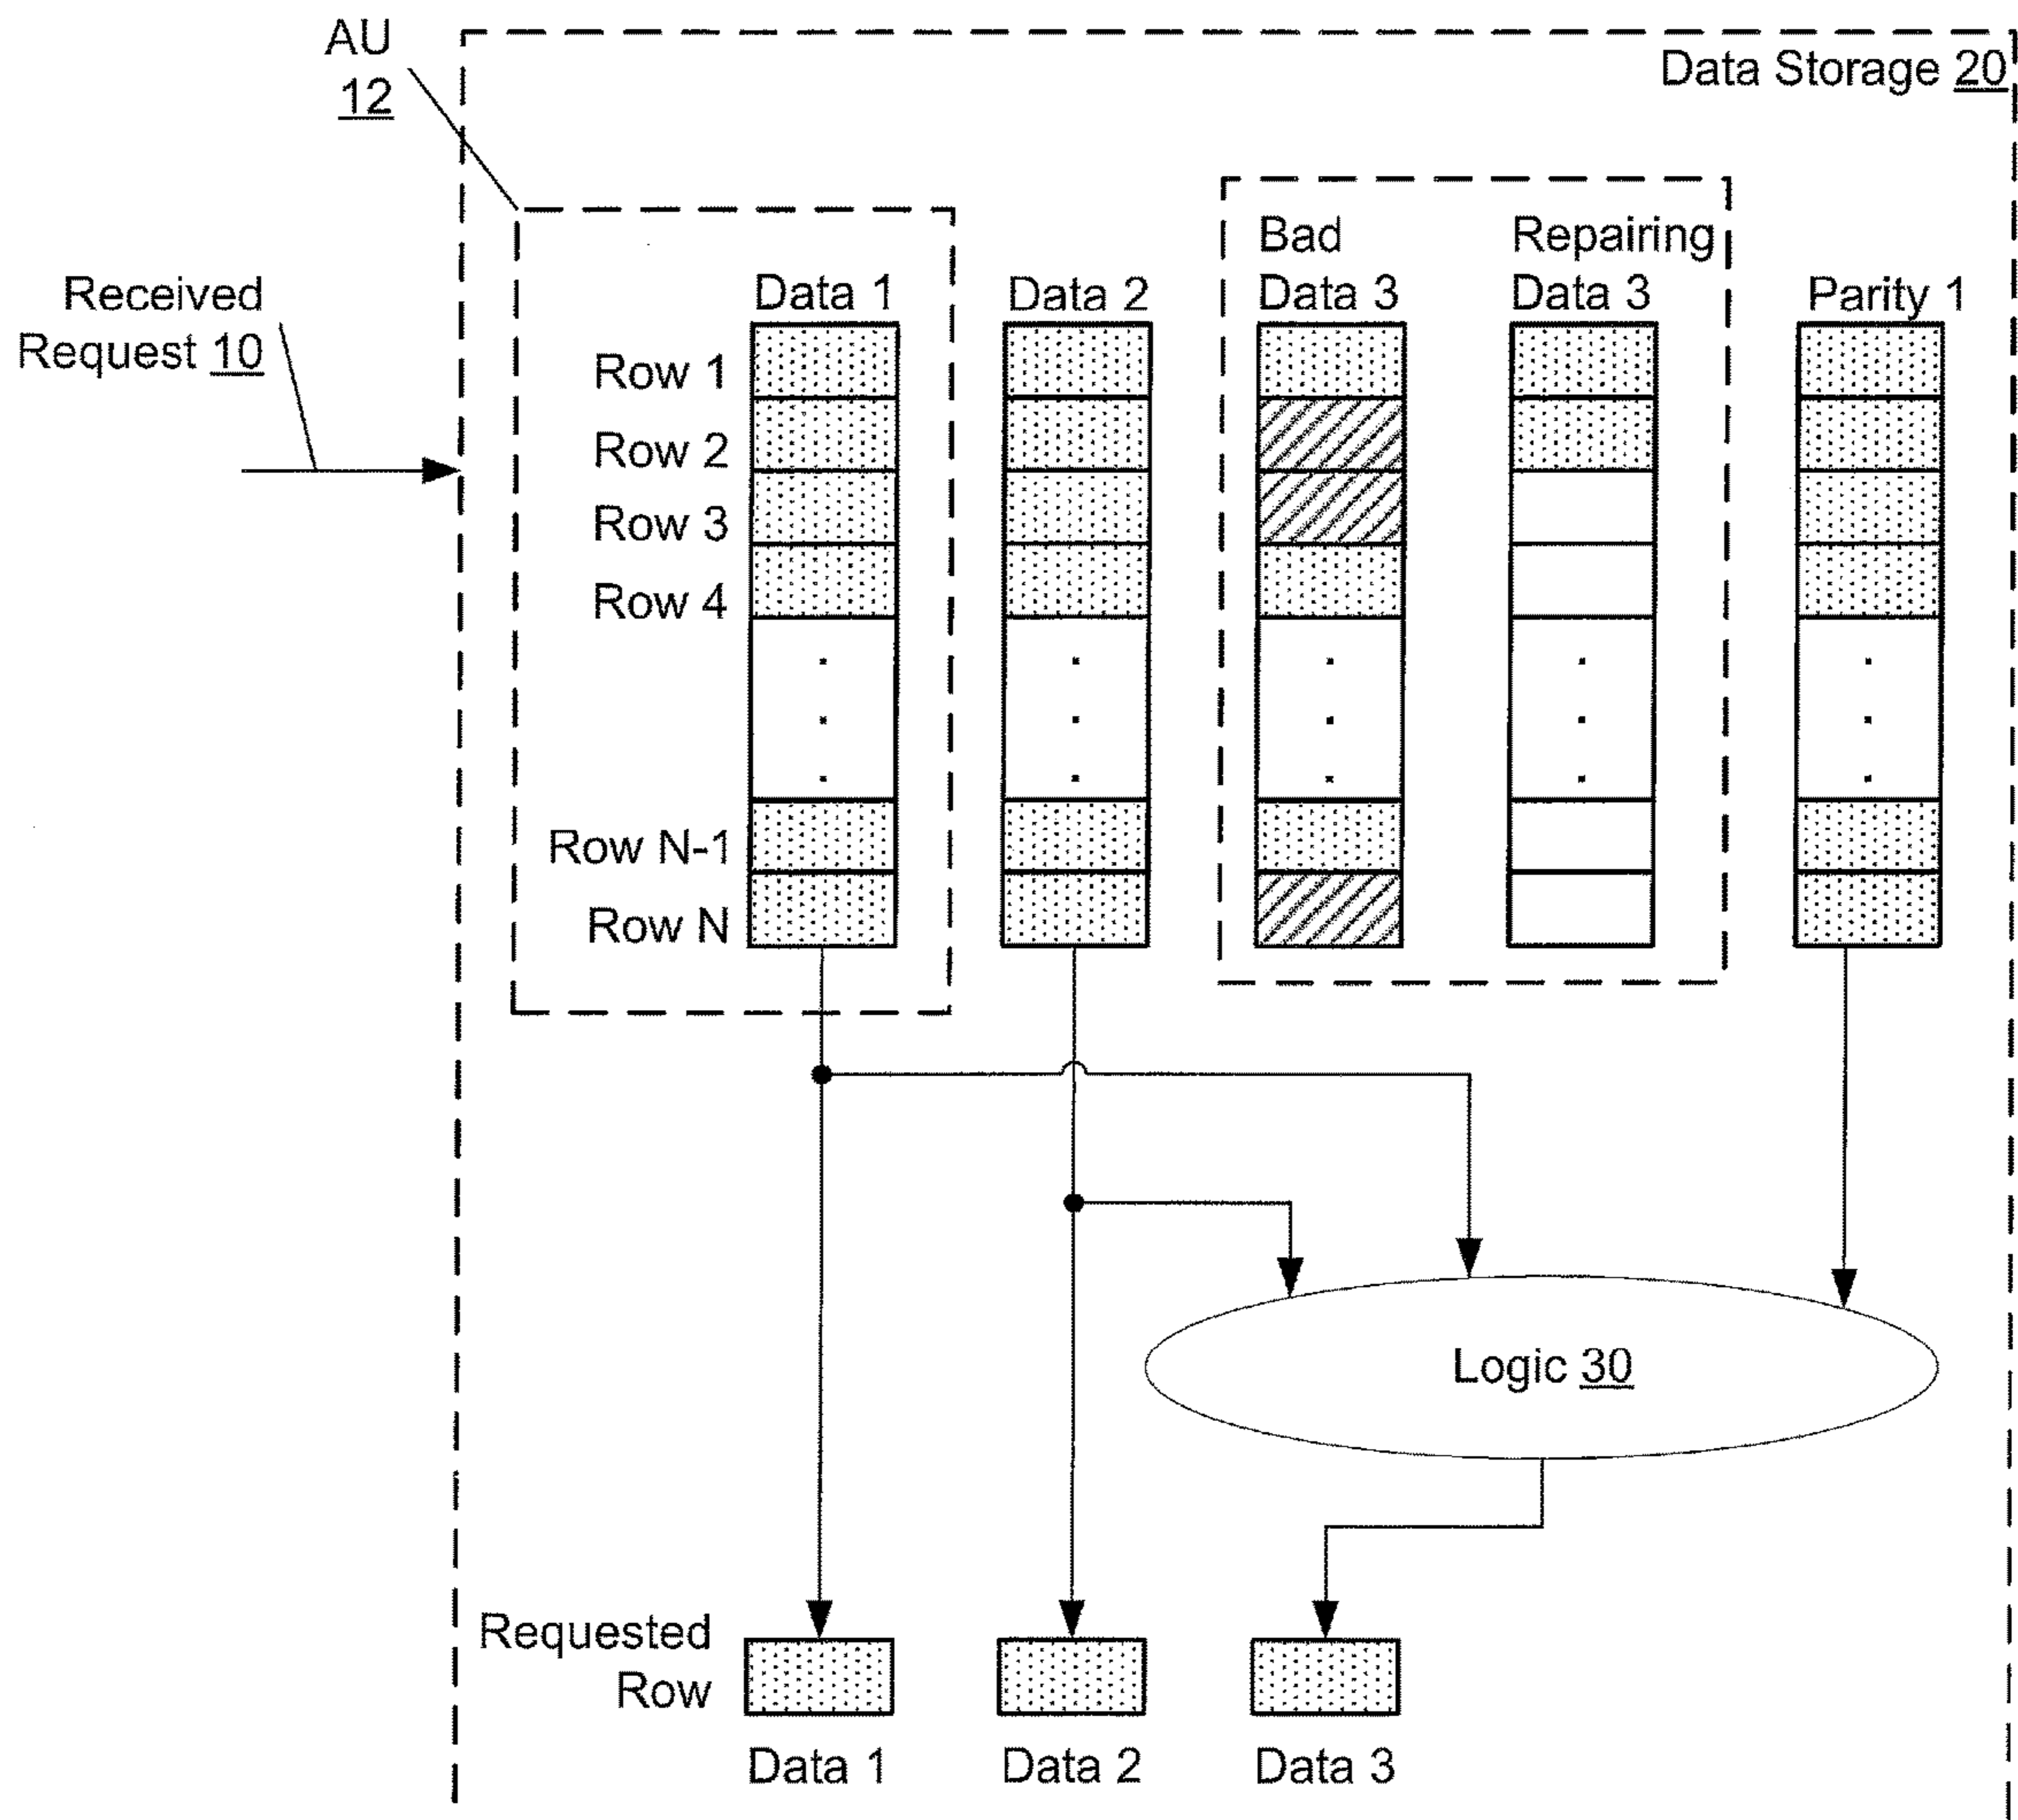 AU
12
Data Storage 20
Received
Request 10
Bad
Data 3
Repairing
Data 3
Data 1
Data 2
Parity 1
Row 1
Row 2
Row 3
Row 4
Row N-1
Row N
Logic 30
Requested
Row
Data 1
Data 2
Data 3